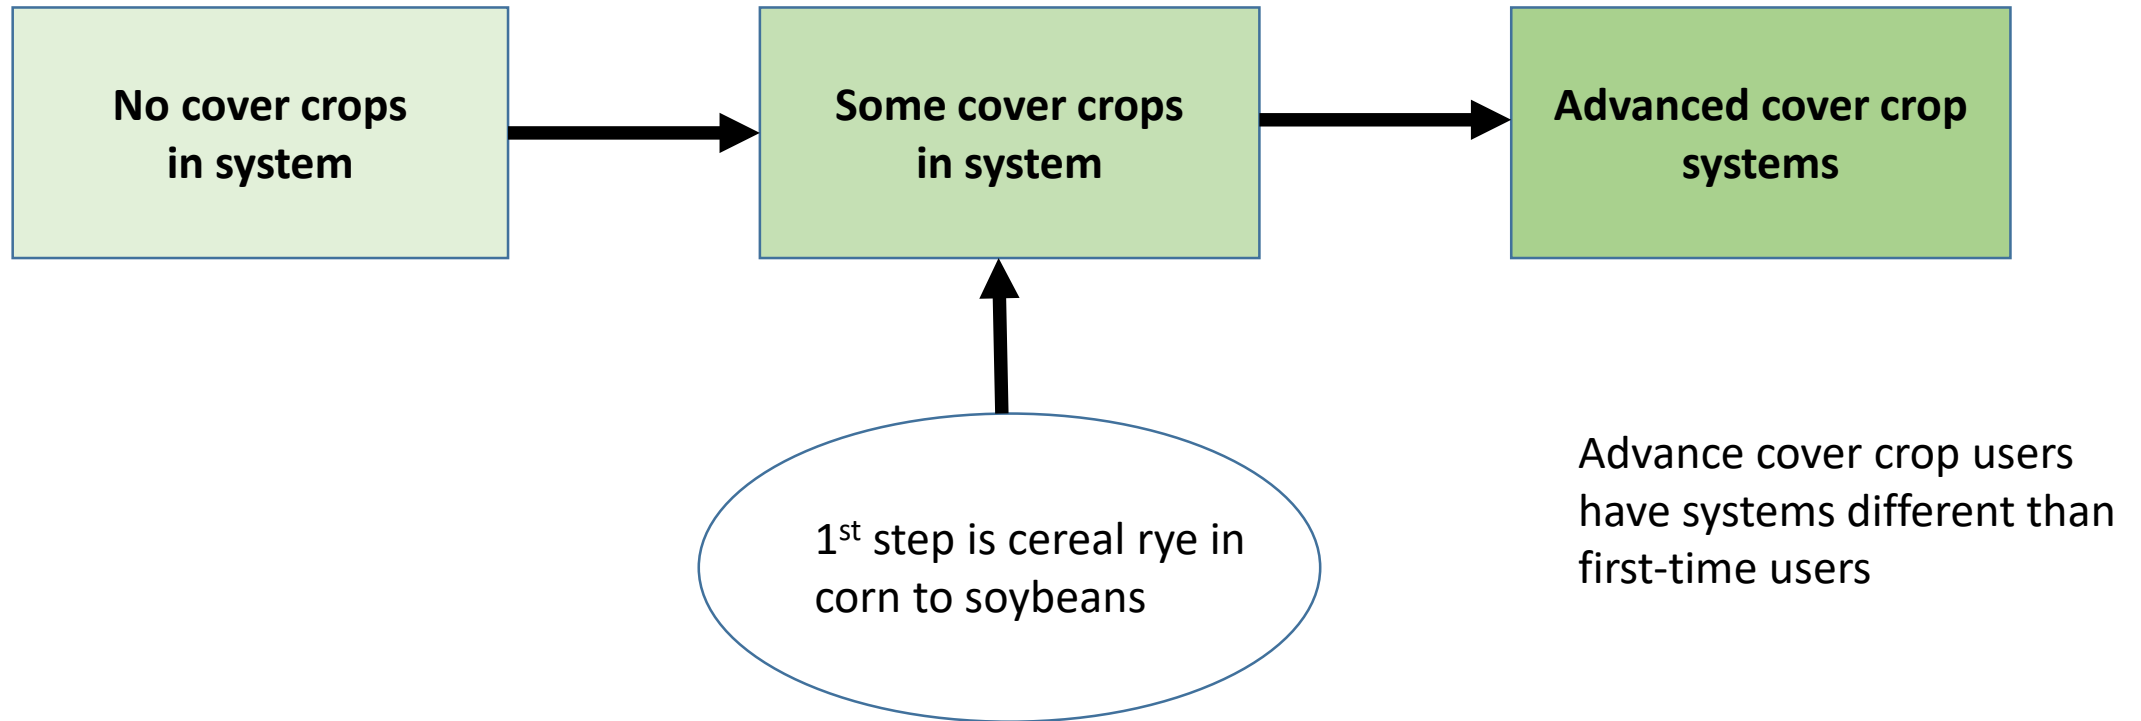 No cover crops
in system
Some cover crops
in system
Advanced cover crop
systems
1st step is cereal rye in
corn to soybeans
Advance cover crop users
have systems different than
first-time users